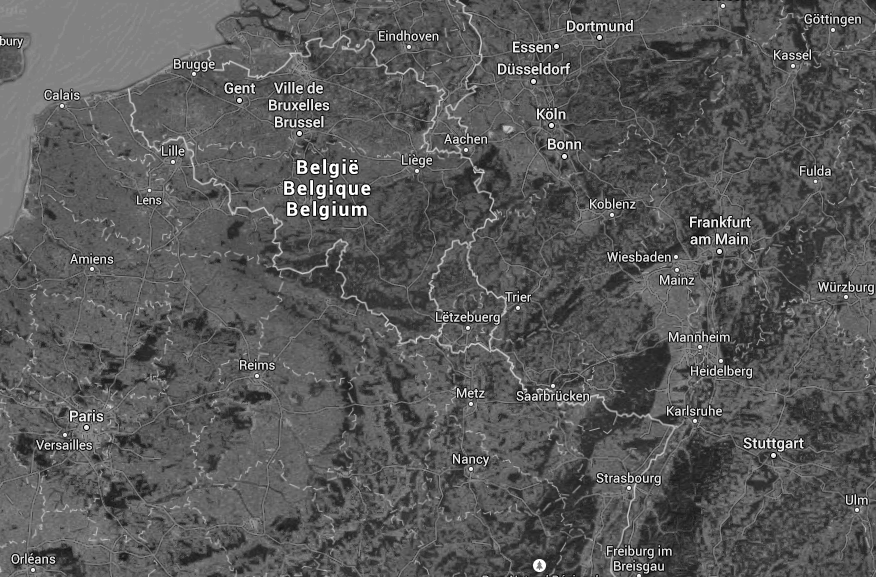 Göttingen
Dortmund
Eindhoven
bury
Essen
Kassel
Brugge
Düsseldorf
Gent
Ville de
Bruxelles
Brussel
Calais
Köln
Aachen
Bonn
Lille
Liège
België
Belgique
Belgium
Fulda
Lens
Koblenz
Frankfurt
am Main
Amiens
Wiesbaden
Mainz
Würzburg
Trier
Lëtzebuerg
Mannheim
Reims
Heidelberg
Metz
Saarbrücken
Paris
Karlsruhe
Versailles
Stuttgart
Nancy
Strasbourg
Ulm
Orléans
Freiburg im
Breisgau